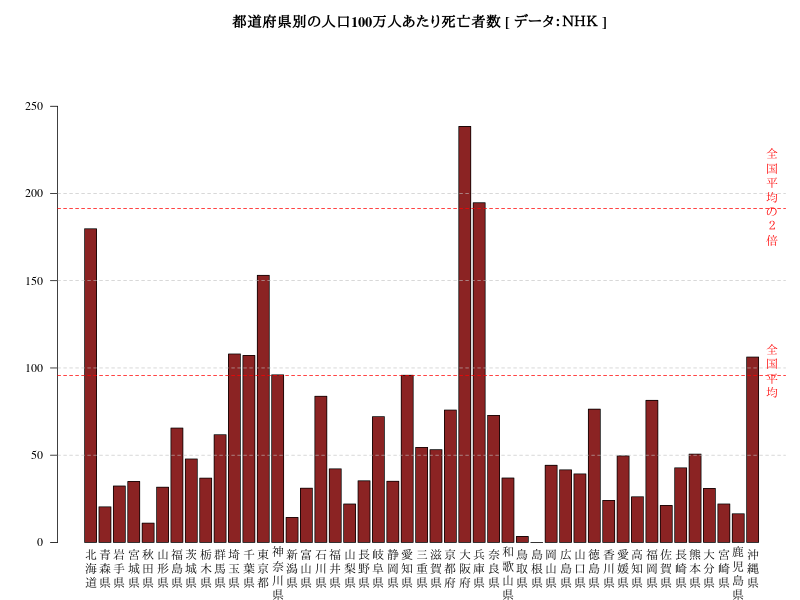 都道府県別の人口100万人あたり死亡者数 [ データ：NHK ]
250
200
150
100
50
0
全国平均の2倍
全国平均
北海道
青森県
岩手県
宮城県
秋田県
山形県
福島県
茨城県
栃木県
群馬県
埼玉県
千葉県
東京都
神奈川県
新潟県
富山県
石川県
福井県
山梨県
長野県
岐阜県
静岡県
愛知県
三重県
滋賀県
京都府
大阪府
兵庫県
奈良県
和歌山県
鳥取県
島根県
岡山県
広島県
山口県
徳島県
香川県
愛媛県
高知県
福岡県
佐賀県
長崎県
熊本県
大分県
宮崎県
鹿児島県
沖縄県